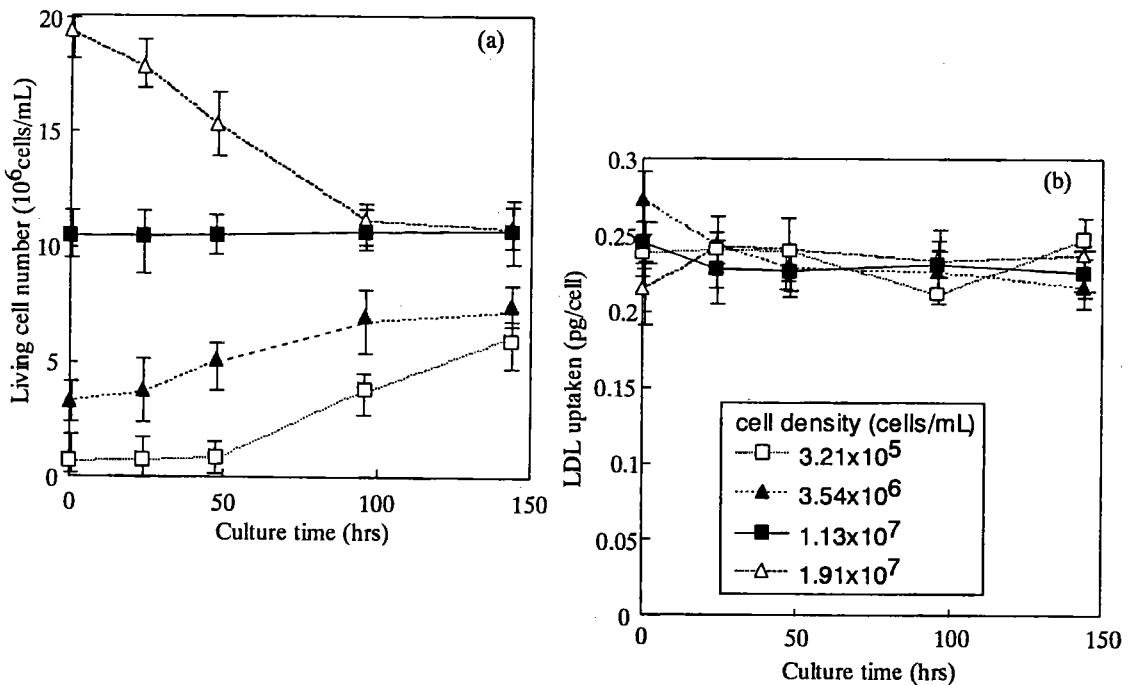 (a)
Living cell number (10⁶cells/mL)
20
15
10
5
0
0 50 100 150
Culture time (hrs)
(b)
LDL uptaken (pg/cell)
0.3
0.25
0.2
0.15
0.1
0.05
0
cell density (cells/mL)
3.21x10⁵
3.54x10⁶
1.13x10⁷
1.91x10⁷
0 50 100 150
Culture time (hrs)